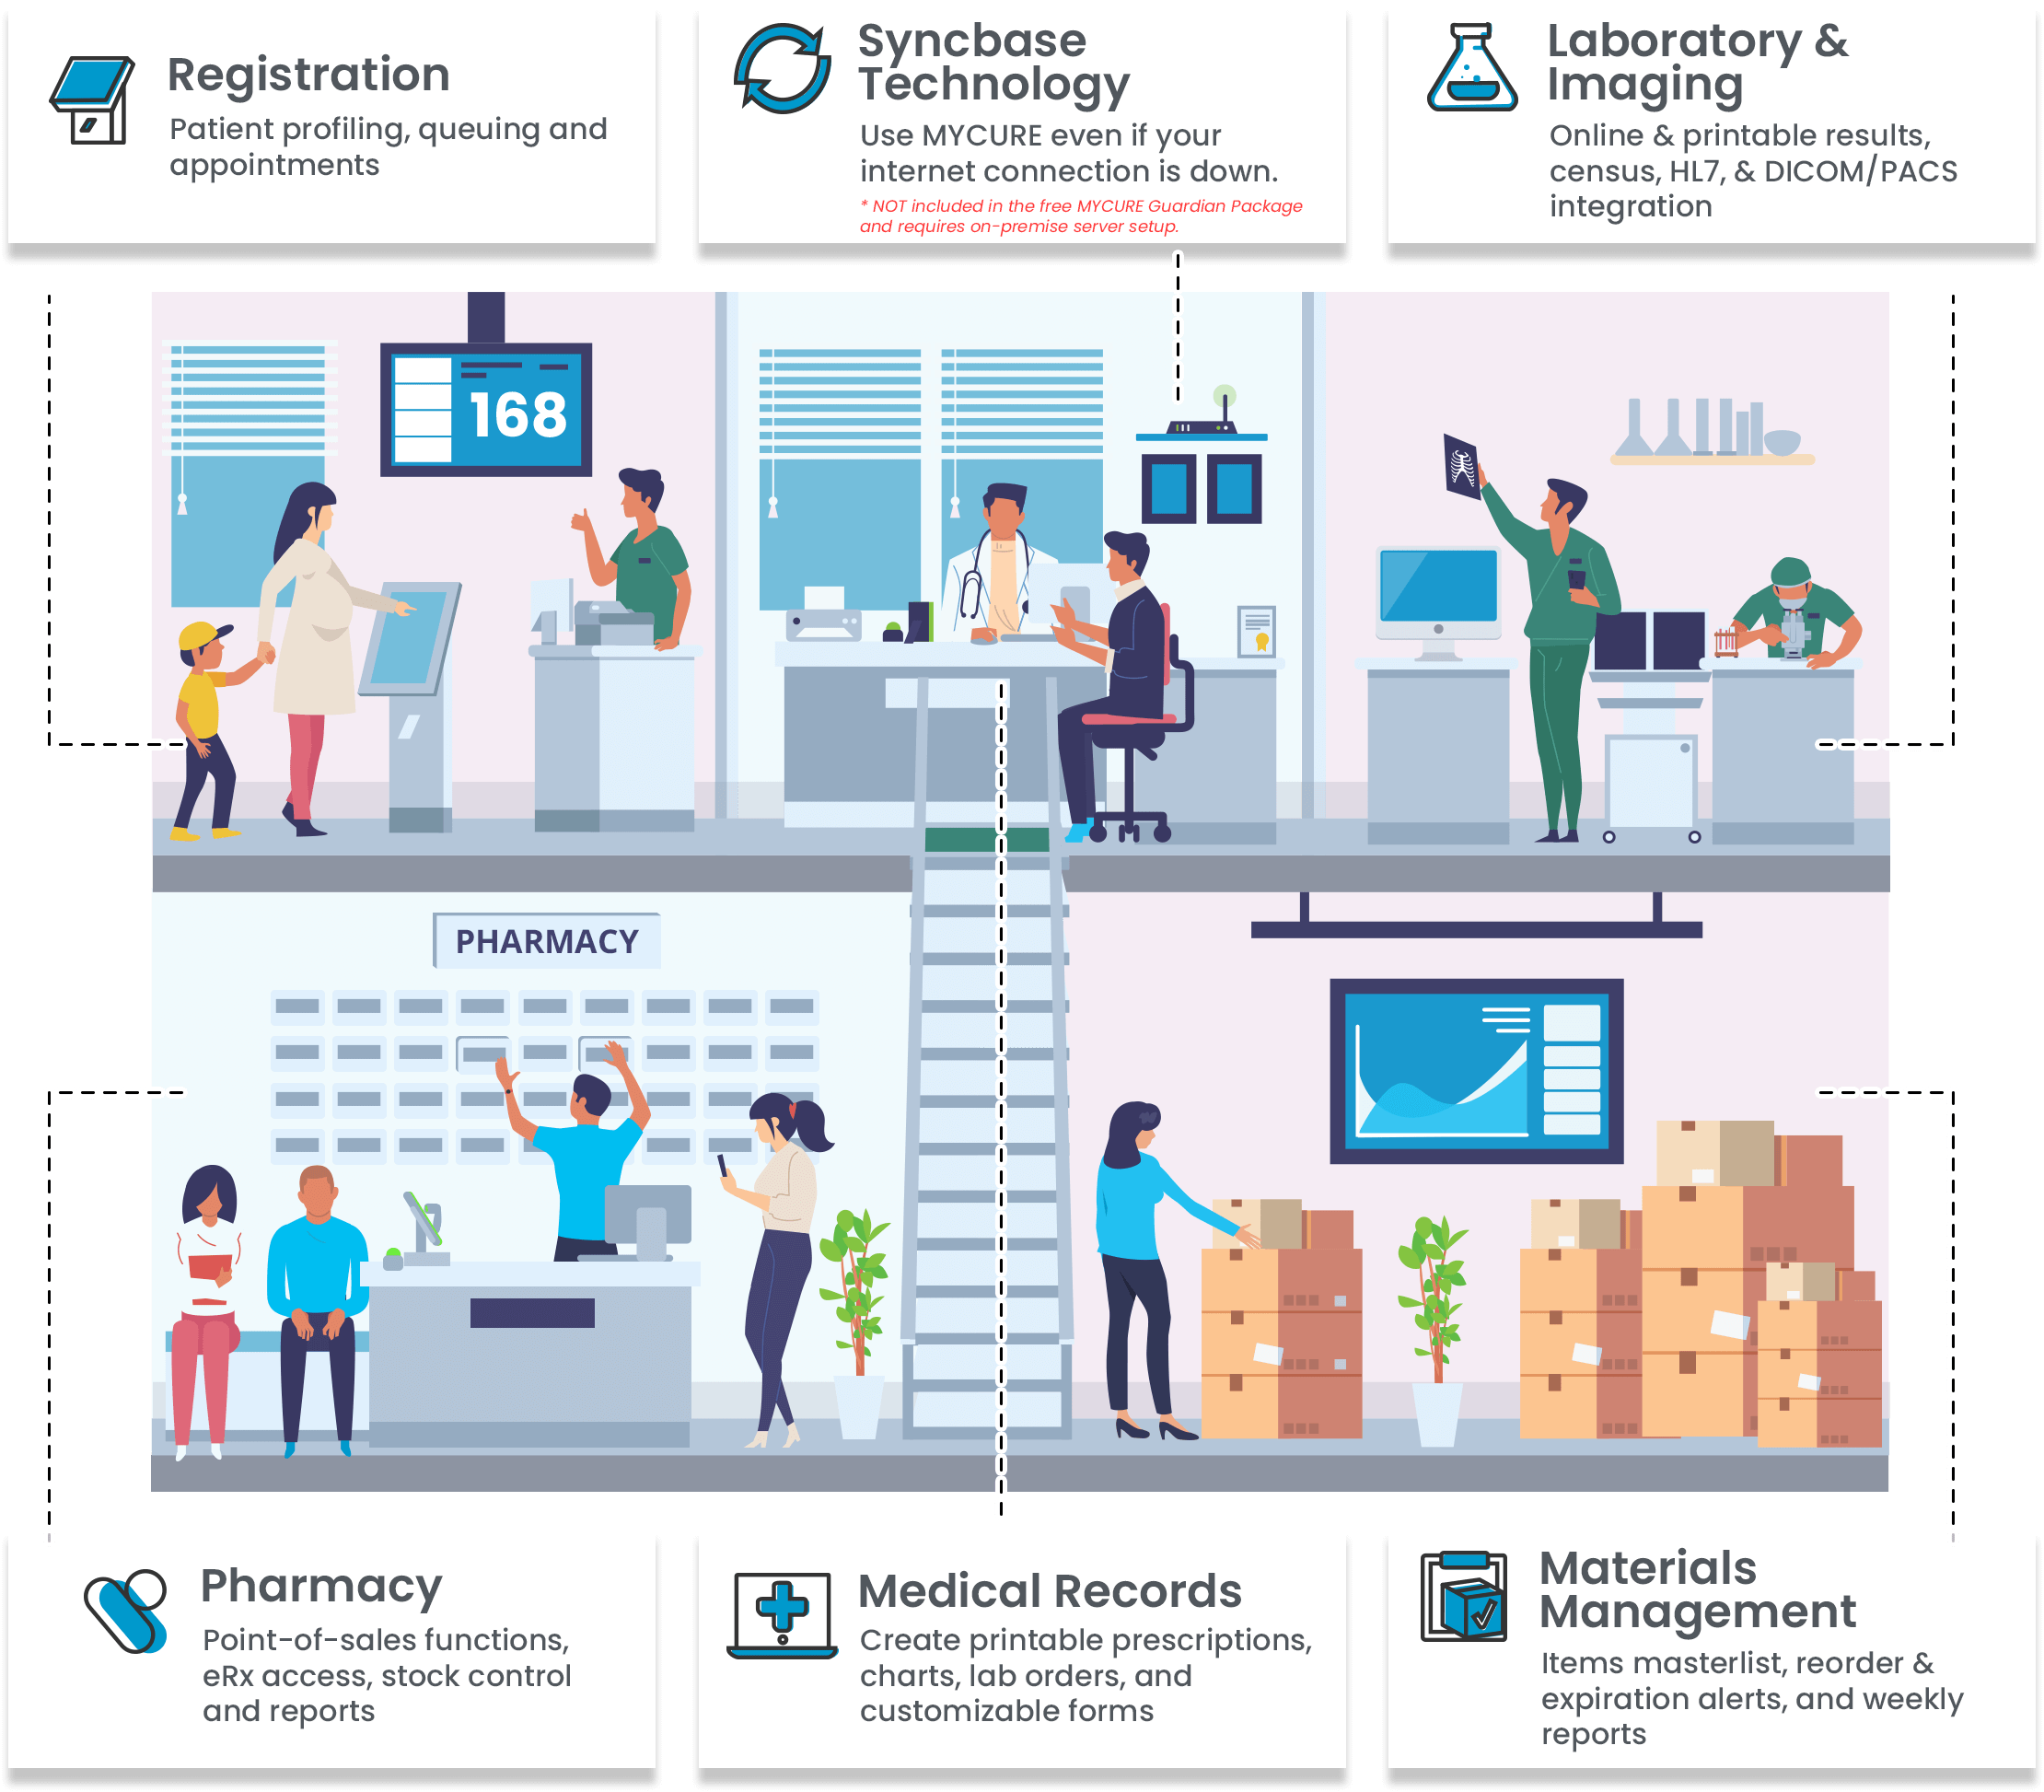 Registration
Patient profiling, queuing and
appointments
Syncbase
Technology
Use MYCURE even if your
internet connection is down.
* NOT included in the free MYCURE Guardian Package
and requires on-premise server setup.
Laboratory &
Imaging
Online & printable results,
census, HL7, & DICOM/PACS
integration
168
PHARMACY
Pharmacy
Point-of-sales functions,
eRx access, stock control
and reports
Medical Records
Create printable prescriptions,
charts, lab orders, and
customizable forms
Materials
Management
Items masterlist, reorder &
expiration alerts, and weekly
reports